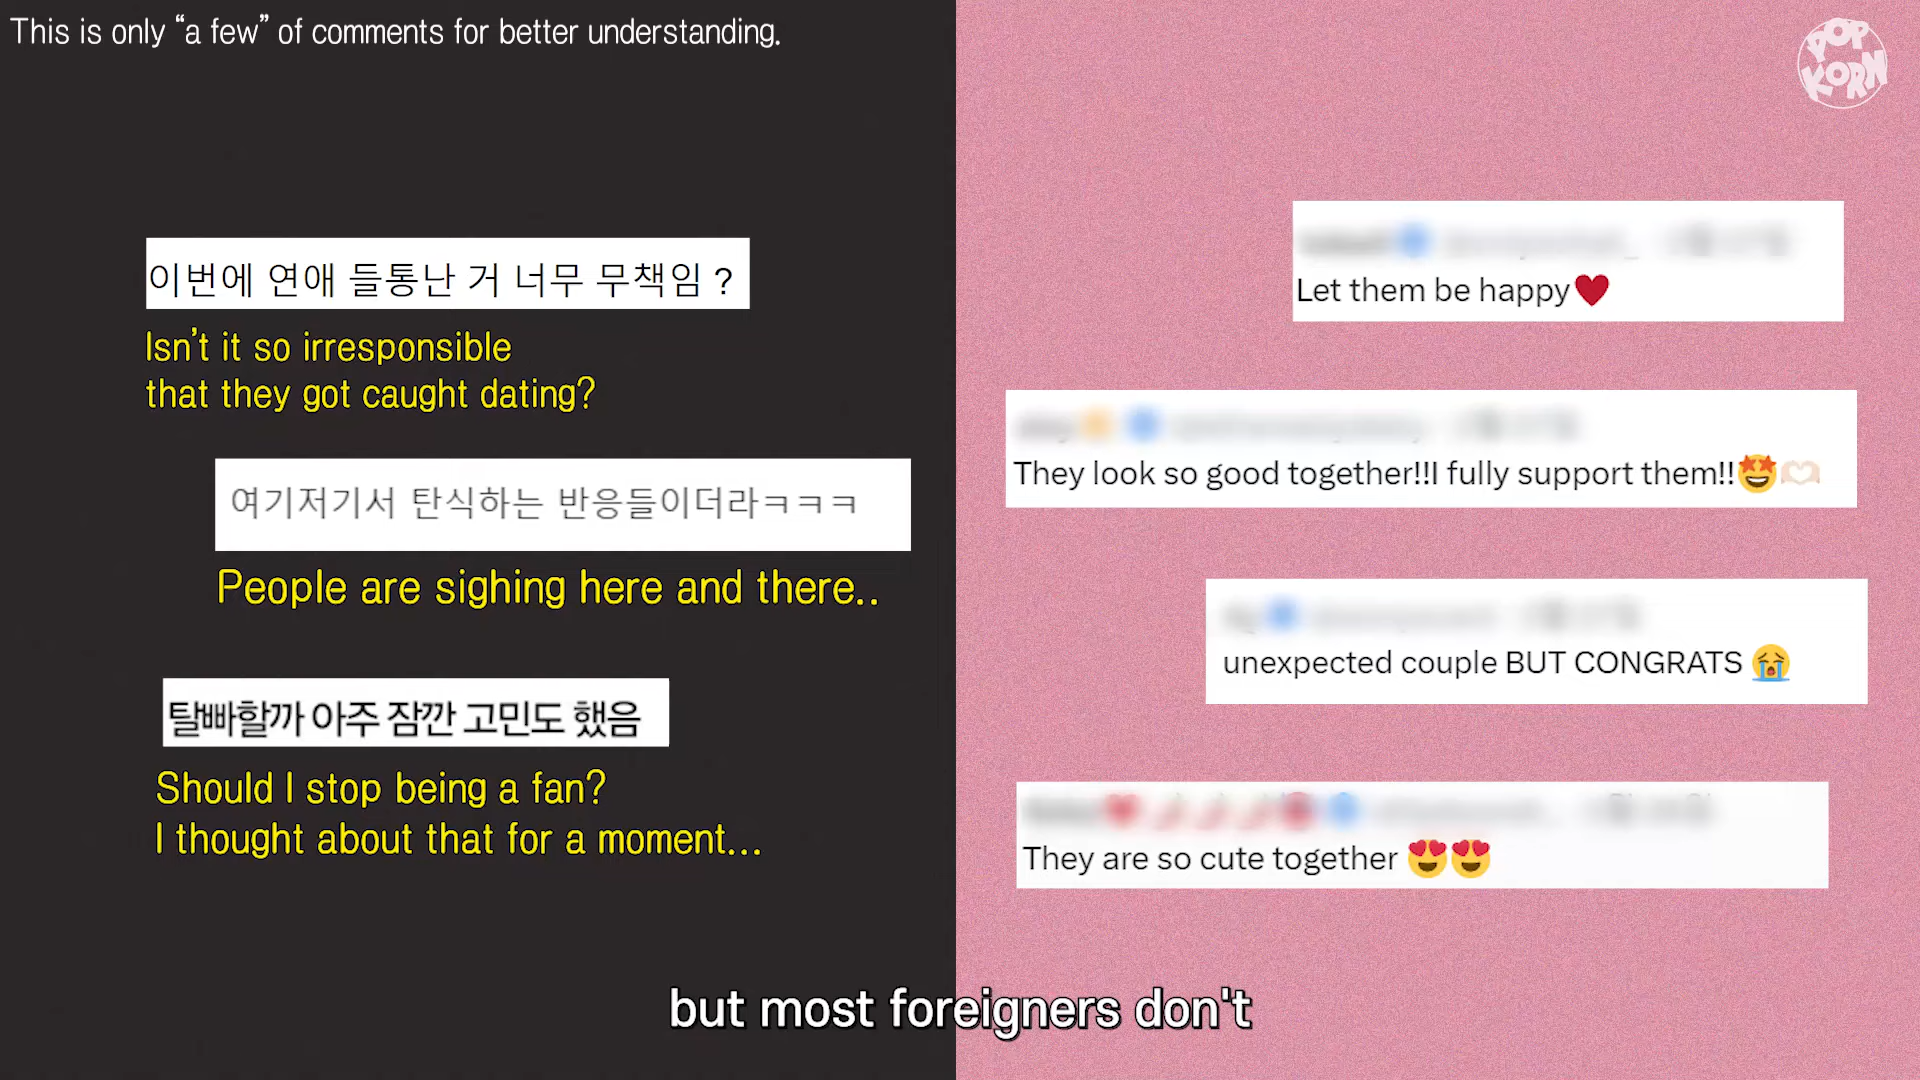 This is only “a few” of comments for better understanding.
POP
KORN
이번에 연애 들통난 거 너무 무책임 ?
Isn't it so irresponsible
that they got caught dating?
여기저기서 탄식하는 반응들이더라ㅋㅋㅋ
People are sighing here and there..
탈빠할까 아주 잠깐 고민도 했음
Should I stop being a fan?
I thought about that for a moment...
Let them be happy❤️
They look so good together!!!I fully support them!!🤩🫶🏻
unexpected couple BUT CONGRATS 😭
They are so cute together 😍😍
but most foreigners don't